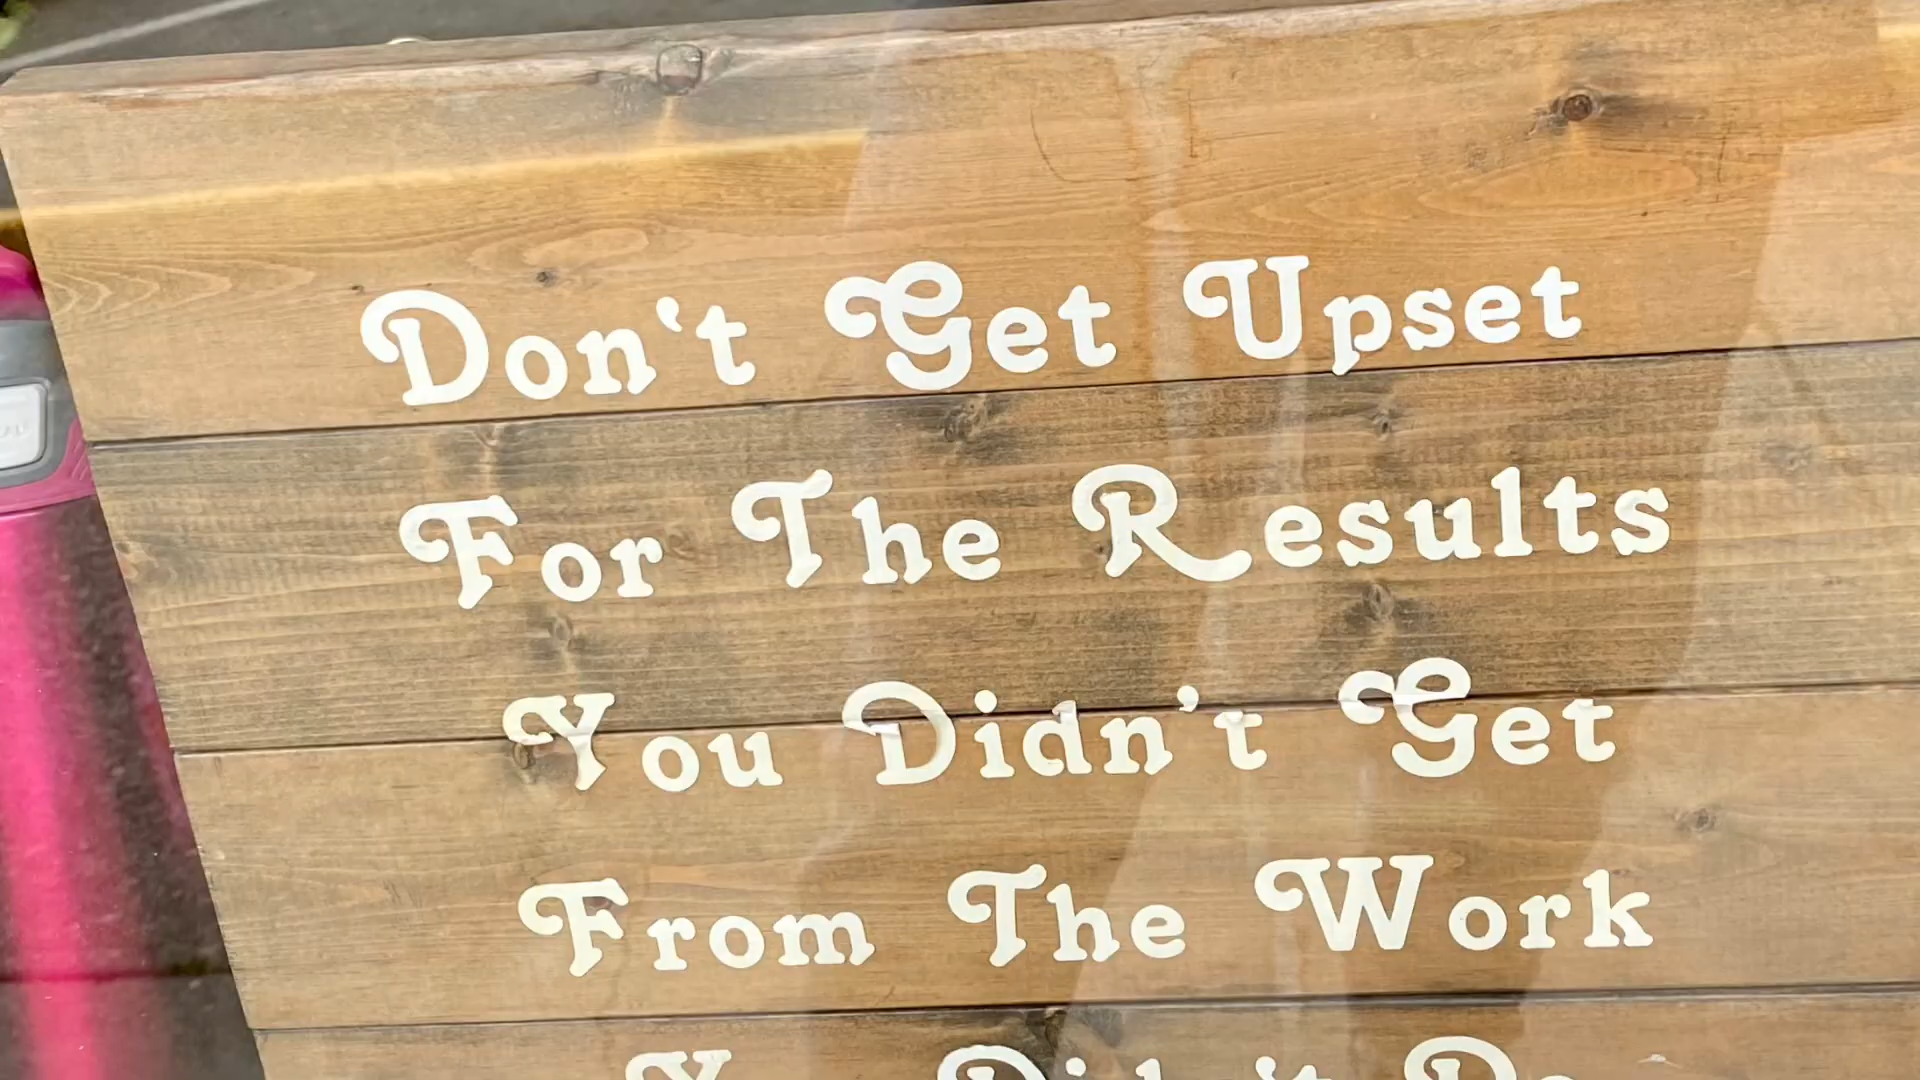 Don't Get Upset
For The Results
You Didn't Get
From The Work